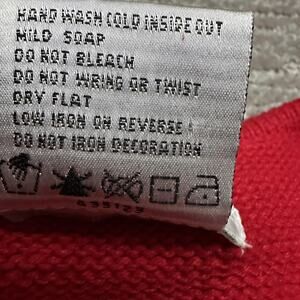 HAND WASH COLD INSIDE OUT
MILD SOAP
DO NOT BLEACH
DO NOT WRING OR TWIST
DRY FLAT
LOW IRON ON REVERSE
DO NOT IRON DECORATION